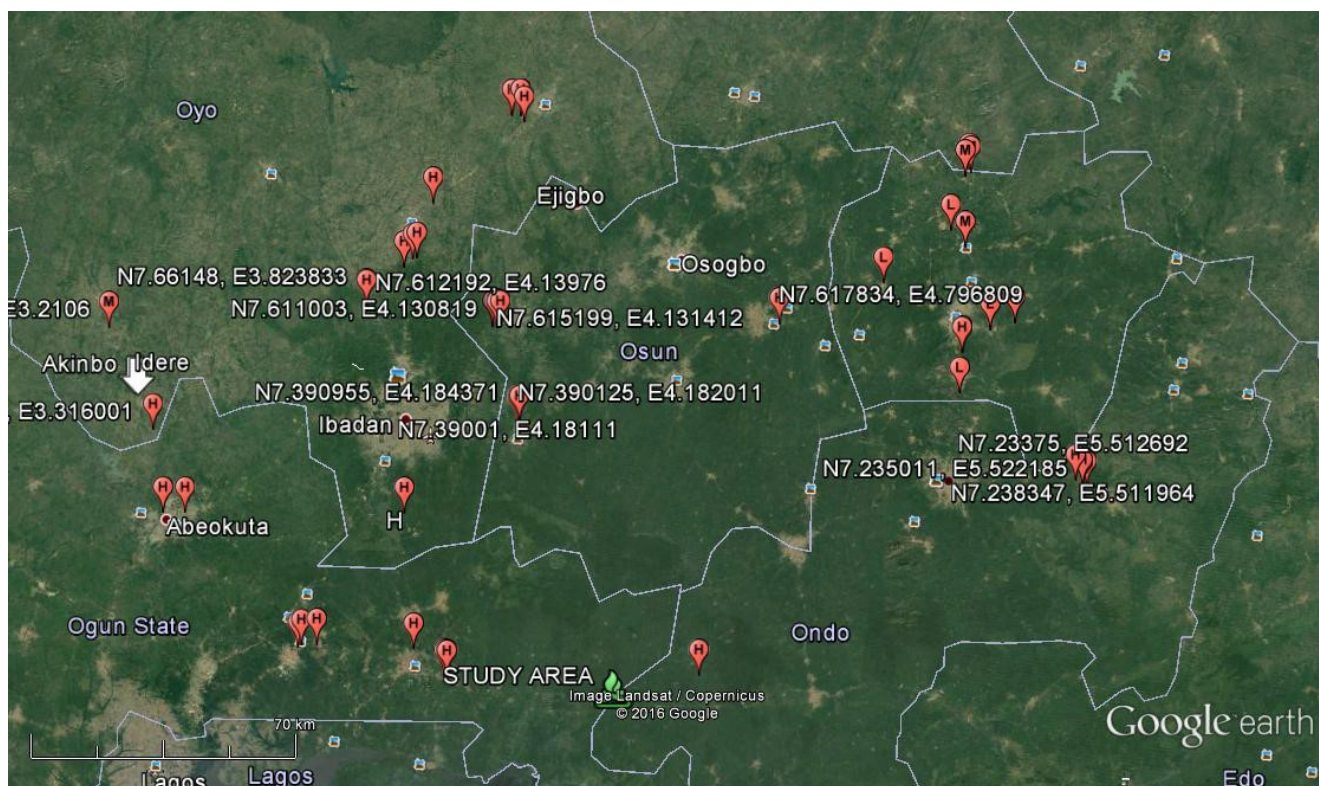 Oyo
H
H
M
Ejigbo
L
M
L
N7.66148, E3.823833
N7.612192, E4.13976
Osogbo
E3.2106
N7.611003, E4.130819
N7.615199, E4.131412
N7.617834, E4.796809
M
H
H
H
Osun
Akinbo
Idere
H
L
, E3.316001
N7.390955, E4.184371
N7.390125, E4.182011
H
Ibadan
N7.39001, E4.18111
N7.23375, E5.512692
N7.235011, E5.522185
N7.238347, E5.511964
H
H
H
H
Abeokuta
Ogun State
H
H
H
H
H
Ondo
STUDY AREA
Image Landsat / Copernicus
© 2016 Google
70 km
Google earth
Lagos
Lagos
Edo